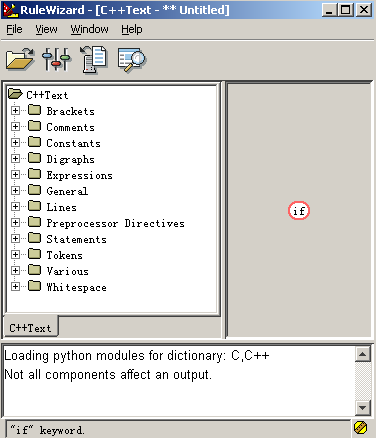 RuleWizard - [C++Text - ** Untitled]
File View Window Help
C++Text
Brackets
Comments
Constants
Digraphs
Expressions
General
Lines
Preprocessor Directives
Statements
Tokens
Various
Whitespace
C++Text
if
Loading python modules for dictionary: C,C++
Not all components affect an output.
"if" keyword.